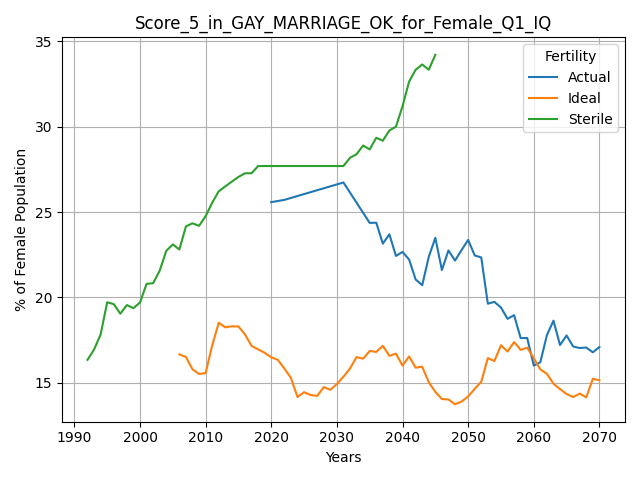 Score_5_in_GAY_MARRIAGE_OK_for_Female_Q1_IQ
35
30
25
20
15
% of Female Population
Fertility
Actual
Ideal
Sterile
1990 2000 2010 2020 2030 2040 2050 2060 2070
Years